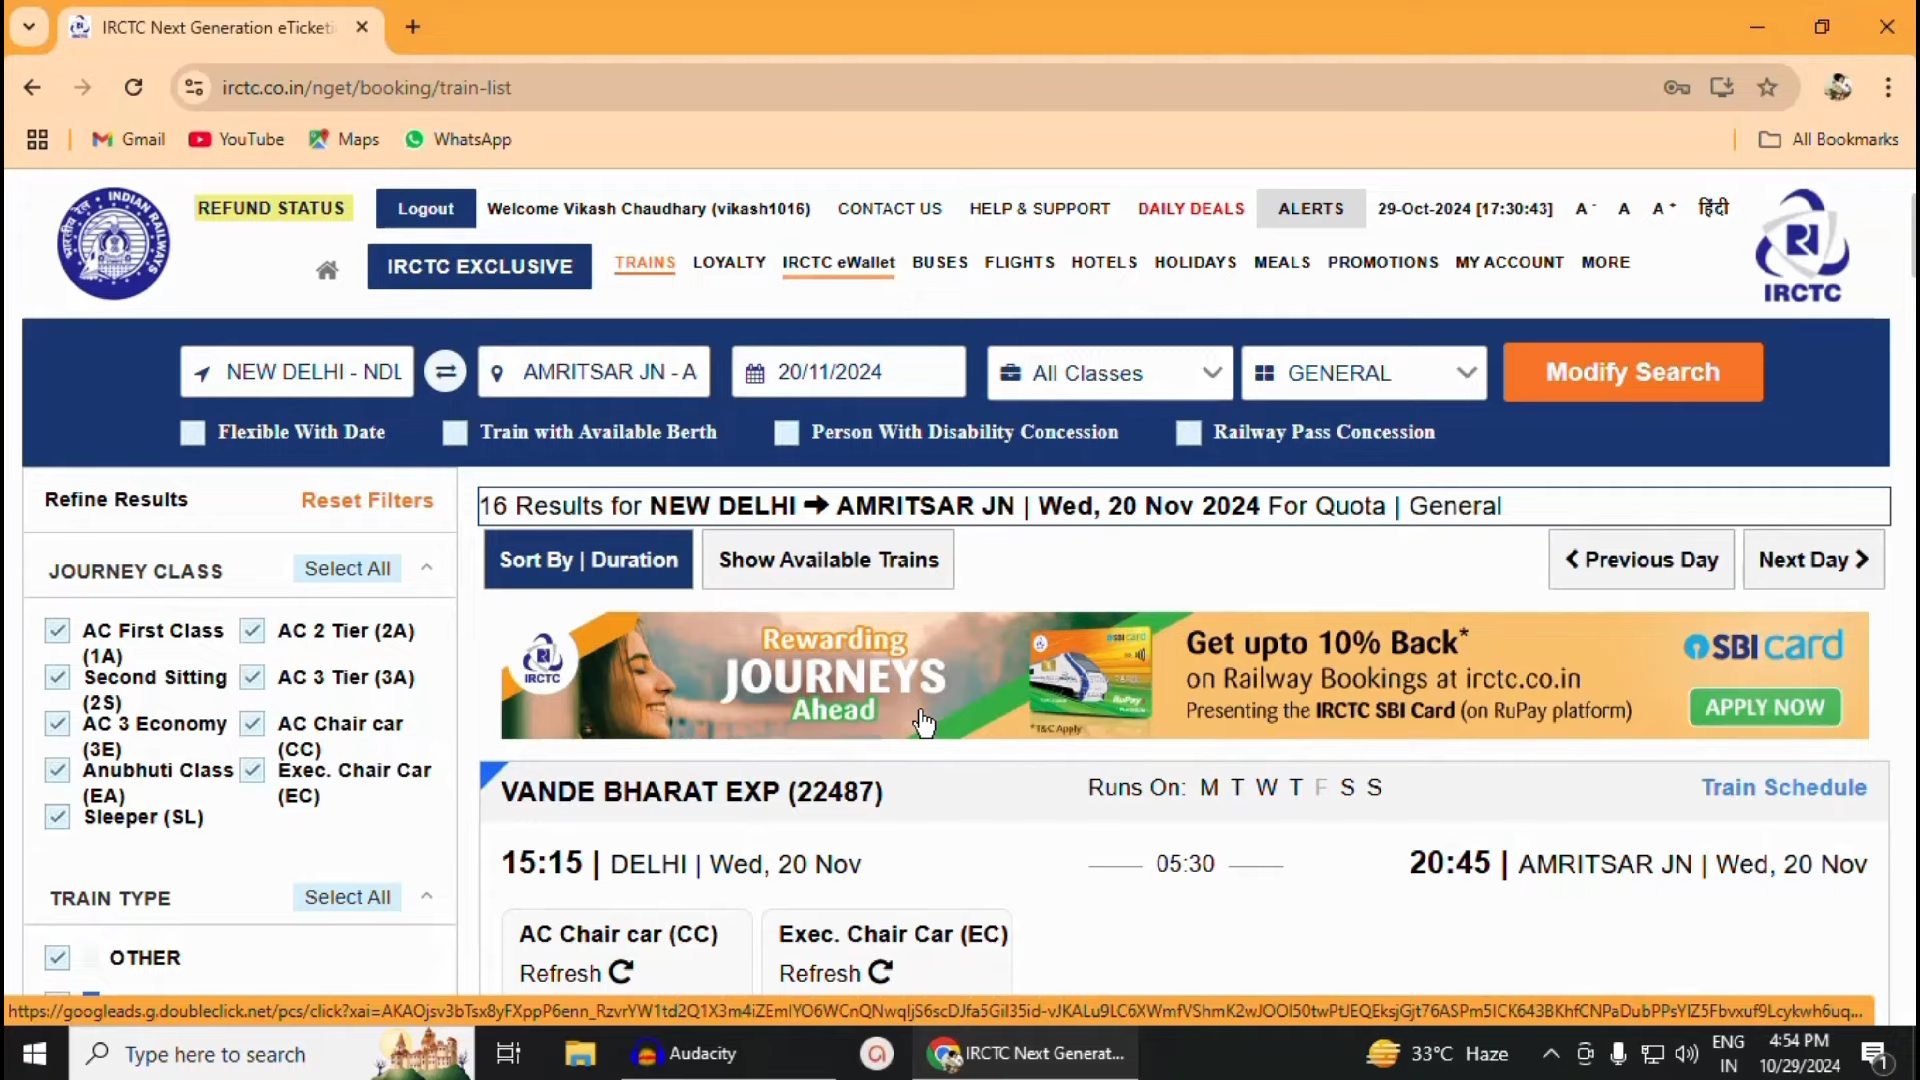 IRCTC Next Generation eTicketi
irctc.co.in/nget/booking/train-list
Gmail YouTube Maps WhatsApp All Bookmarks
REFUND STATUS Logout Welcome Vikash Chaudhary (vikash1016) CONTACT US HELP & SUPPORT DAILY DEALS ALERTS 29-Oct-2024 [17:30:43] A- A A+ हिंदी
IRCTC EXCLUSIVE TRAINS LOYALTY IRCTC eWallet BUSES FLIGHTS HOTELS HOLIDAYS MEALS PROMOTIONS MY ACCOUNT MORE
भारतीय रेल INDIAN RAILWAYS
IRCTC
NEW DELHI - NDL AMRITSAR JN - A 20/11/2024 All Classes GENERAL Modify Search
Flexible With Date Train with Available Berth Person With Disability Concession Railway Pass Concession
Refine Results Reset Filters
JOURNEY CLASS Select All
AC First Class (1A) AC 2 Tier (2A)
Second Sitting (2S) AC 3 Tier (3A)
AC 3 Economy (3E) AC Chair car (CC)
Anubhuti Class (EA) Exec. Chair Car (EC)
Sleeper (SL)
TRAIN TYPE Select All
OTHER
16 Results for NEW DELHI ➡ AMRITSAR JN | Wed, 20 Nov 2024 For Quota | General
Sort By | Duration Show Available Trains Previous Day Next Day
IRCTC
Rewarding
JOURNEYS
Ahead
SBI card
RuPay
*T&C Apply
Get upto 10% Back*
on Railway Bookings at irctc.co.in
Presenting the IRCTC SBI Card (on RuPay platform)
SBI card
APPLY NOW
VANDE BHARAT EXP (22487) Runs On: M T W T F S S Train Schedule
15:15 | DELHI | Wed, 20 Nov 05:30 20:45 | AMRITSAR JN | Wed, 20 Nov
AC Chair car (CC) Exec. Chair Car (EC)
Refresh Refresh
Type here to search Audacity IRCTC Next Generat... 33°C Haze ENG IN 4:54 PM 10/29/2024 1